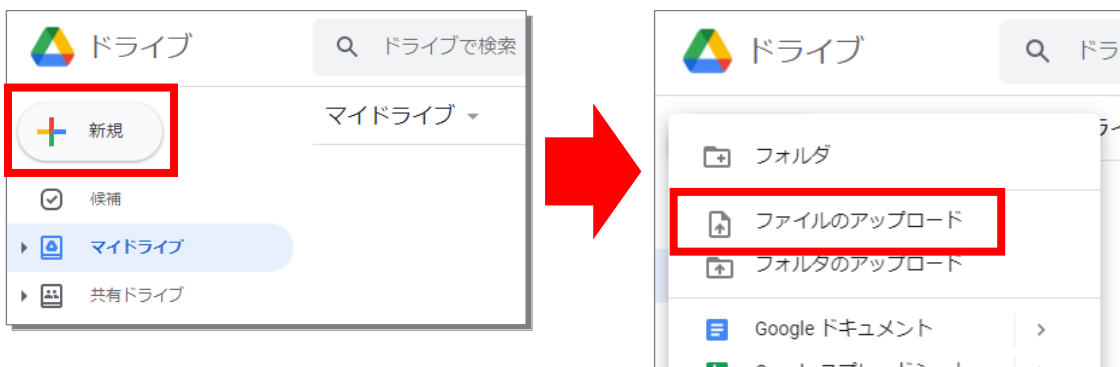 ドライブ
ドライブで検索
新規
マイドライブ
候補
マイドライブ
共有ドライブ
ドライブ
ドラ
フォルダ
ファイルのアップロード
フォルダのアップロード
Google ドキュメント